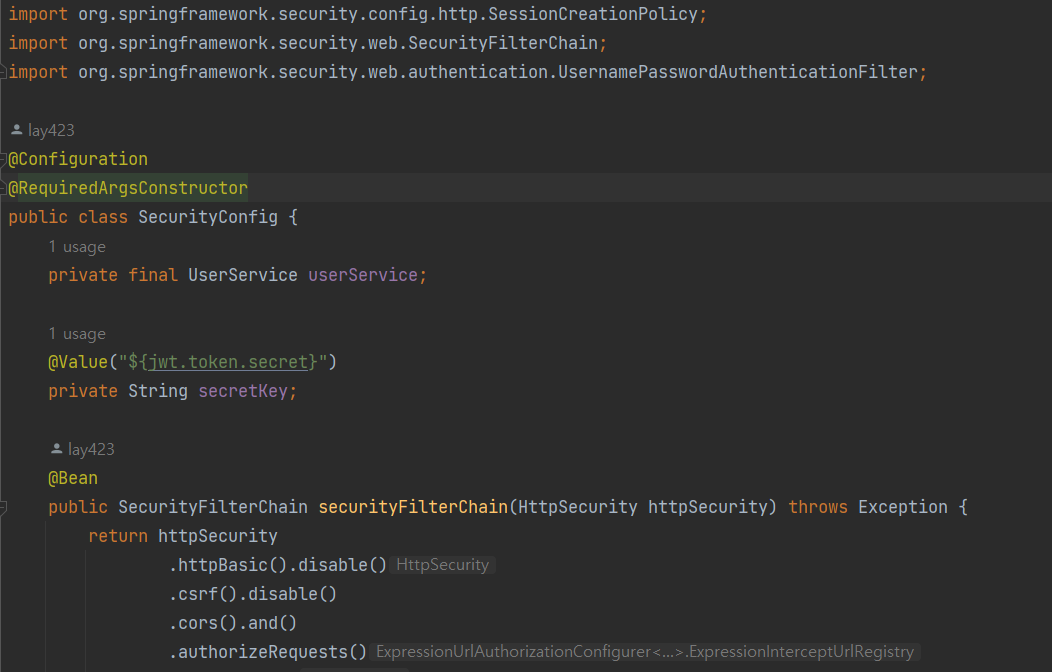 import org.springframework.security.config.http.SessionCreationPolicy;
import org.springframework.security.web.SecurityFilterChain;
import org.springframework.security.web.authentication.UsernamePasswordAuthenticationFilter;
lay423
@Configuration
@RequiredArgsConstructor
public class SecurityConfig {
1 usage
private final UserService userService;
1 usage
@Value("${jwt.token.secret}")
private String secretKey;
lay423
@Bean
public SecurityFilterChain securityFilterChain(HttpSecurity httpSecurity) throws Exception {
return httpSecurity
.httpBasic().disable() HttpSecurity
.csrf().disable()
.cors().and()
.authorizeRequests() ExpressionUrlAuthorizationConfigurer<...>.ExpressionInterceptUrlRegistry